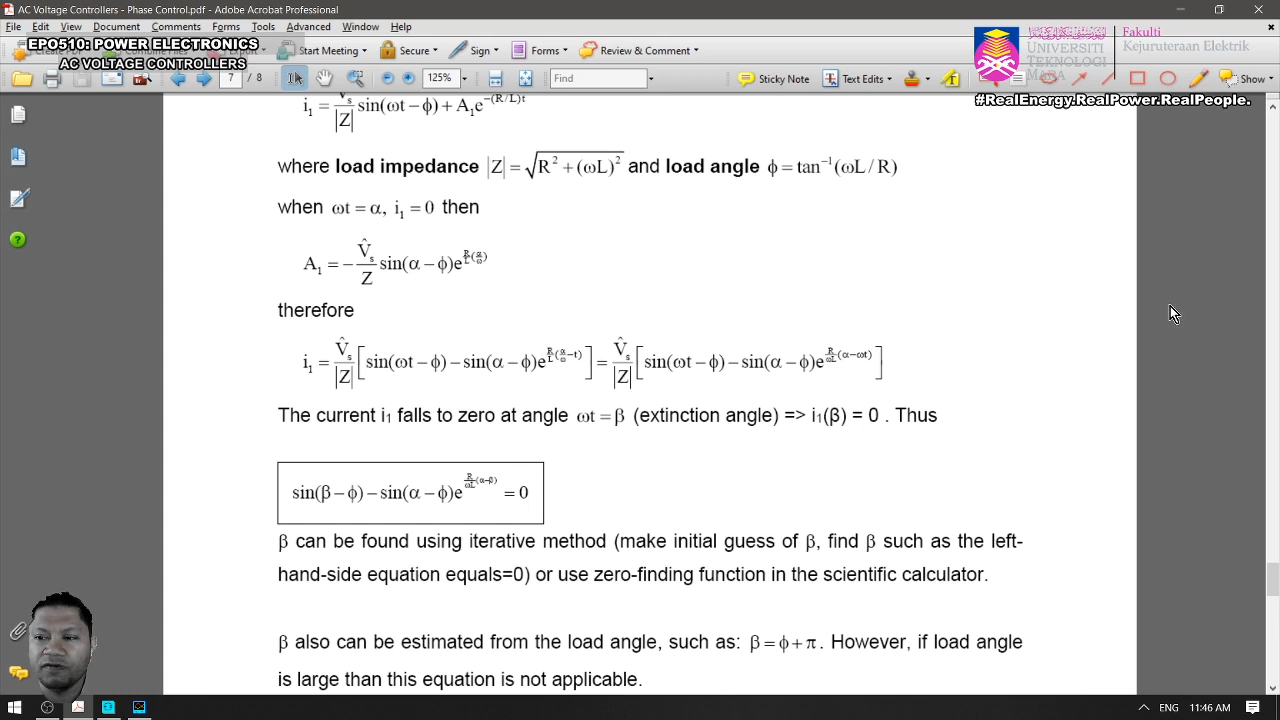 AC Voltage Controllers - Phase Control.pdf - Adobe Acrobat Professional
File Edit View Document Comments Forms Tools Advanced Window Help
EPO510: POWER ELECTRONICS
AC VOLTAGE CONTROLLERS
Start Meeting Secure Sign Forms Review & Comment
7 / 8 125% Find Sticky Note Text Edits Show
Fakulti
UNIVERSITI Kejuruteraan Elektrik
TEKNOLOGI
MARA
#RealEnergy.RealPower.RealPeople.
i₁ = V̂ₛ/|Z| sin(ωt − ϕ) + A₁e^−(R/L)t
where load impedance |Z| = √(R² + (ωL)²) and load angle ϕ = tan⁻¹(ωL / R)
when ωt = α, i₁ = 0 then
A₁ = − V̂ₛ/Z sin(α − ϕ)e^(R/L(α/ω))
therefore
i₁ = V̂ₛ/|Z| [sin(ωt − ϕ) − sin(α − ϕ)e^(R/L(α/ω−t))] = V̂ₛ/|Z| [sin(ωt − ϕ) − sin(α − ϕ)e^(R/ωL(α−ωt))]
The current i₁ falls to zero at angle ωt = β (extinction angle) => i₁(β) = 0 . Thus
sin(β − ϕ) − sin(α − ϕ)e^(R/ωL(α−β)) = 0
β can be found using iterative method (make initial guess of β, find β such as the left-
hand-side equation equals=0) or use zero-finding function in the scientific calculator.
β also can be estimated from the load angle, such as: β = ϕ + π. However, if load angle
is large than this equation is not applicable.
ENG 11:46 AM